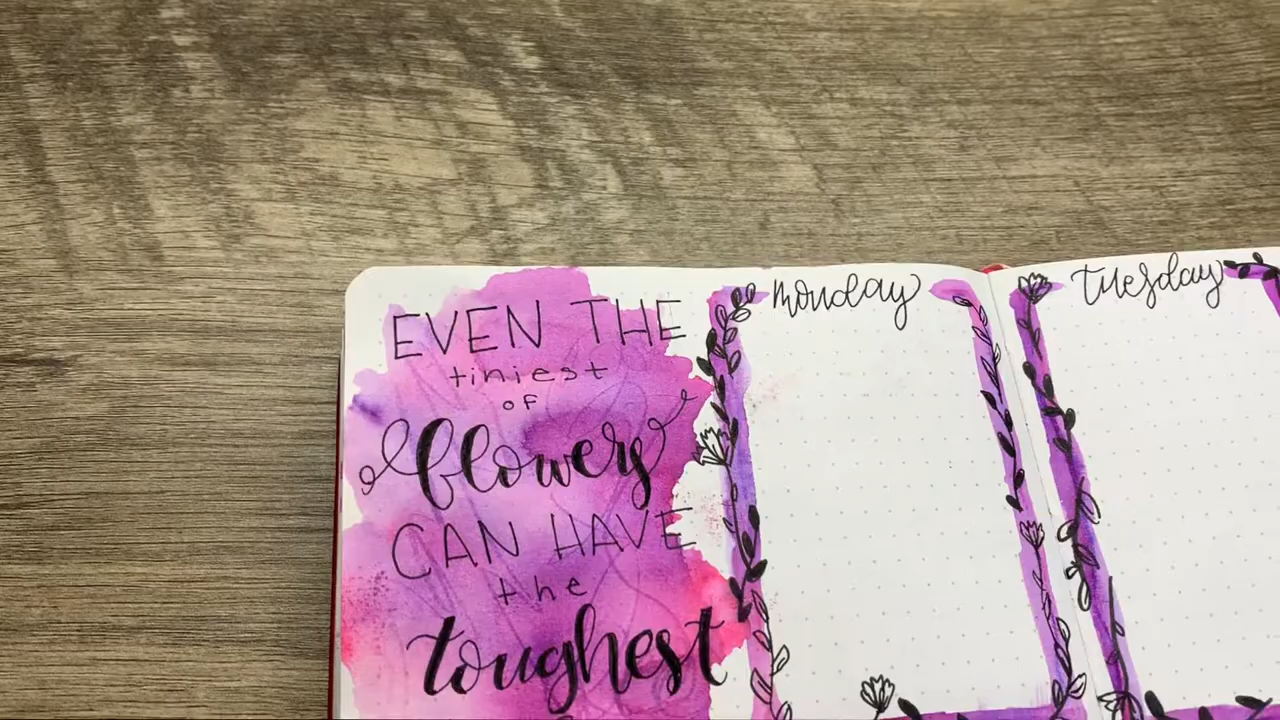 EVEN THE
tiniest
OF
flowers
CAN HAVE
the
toughest
Monday
Tuesday